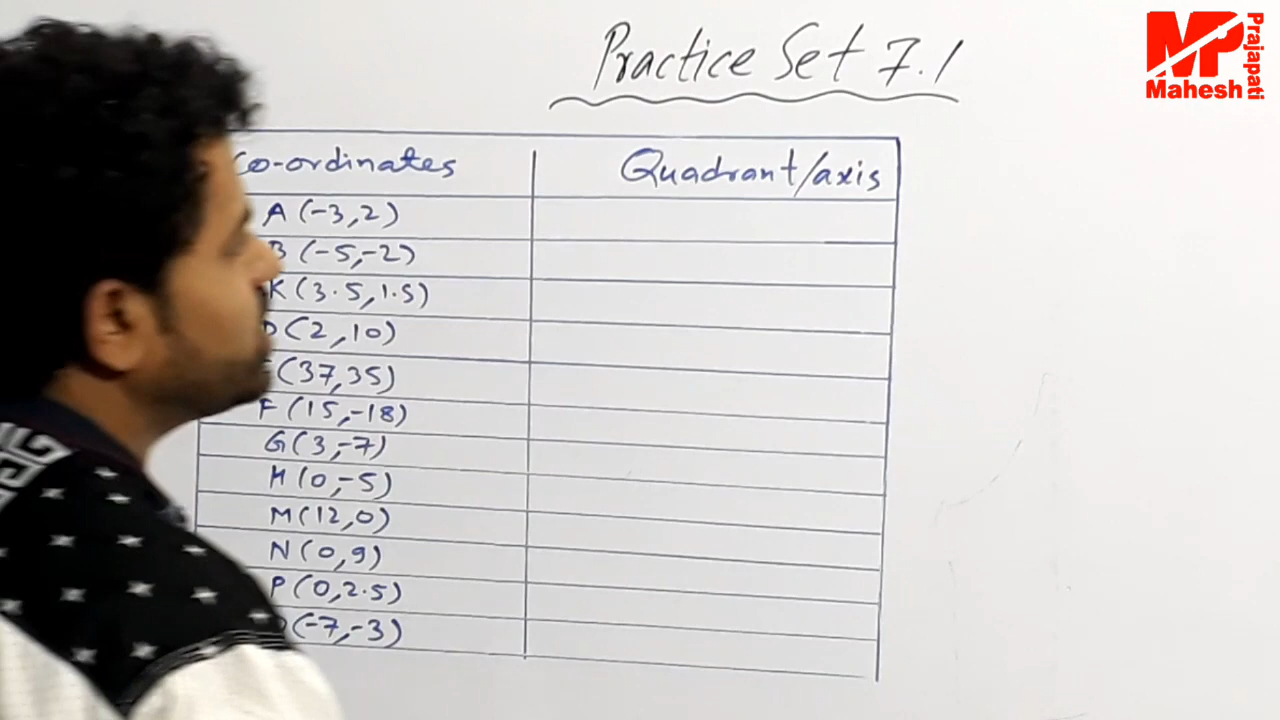 Practice Set 7.1
MP
Mahesh
Prajapati
Co-ordinates Quadrant/axis
A (-3,2)
B (-5,-2)
K (3.5,1.5)
D (2,10)
(37,35)
F (15,-18)
G (3,-7)
H (0,-5)
M (12,0)
N (0,9)
P (0,2.5)
(-7,-3)